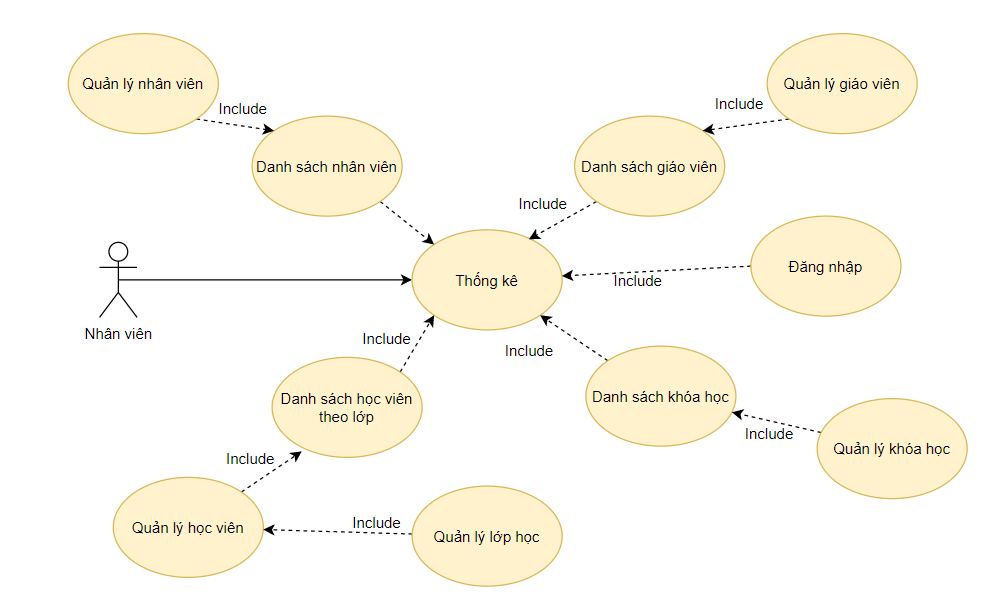 Quản lý nhân viên
Include
Danh sách nhân viên
Quản lý giáo viên
Include
Danh sách giáo viên
Include
Thống kê
Đăng nhập
Include
Nhân viên
Include
Danh sách học viên
theo lớp
Include
Danh sách khóa học
Include
Quản lý khóa học
Include
Quản lý học viên
Include
Quản lý lớp học